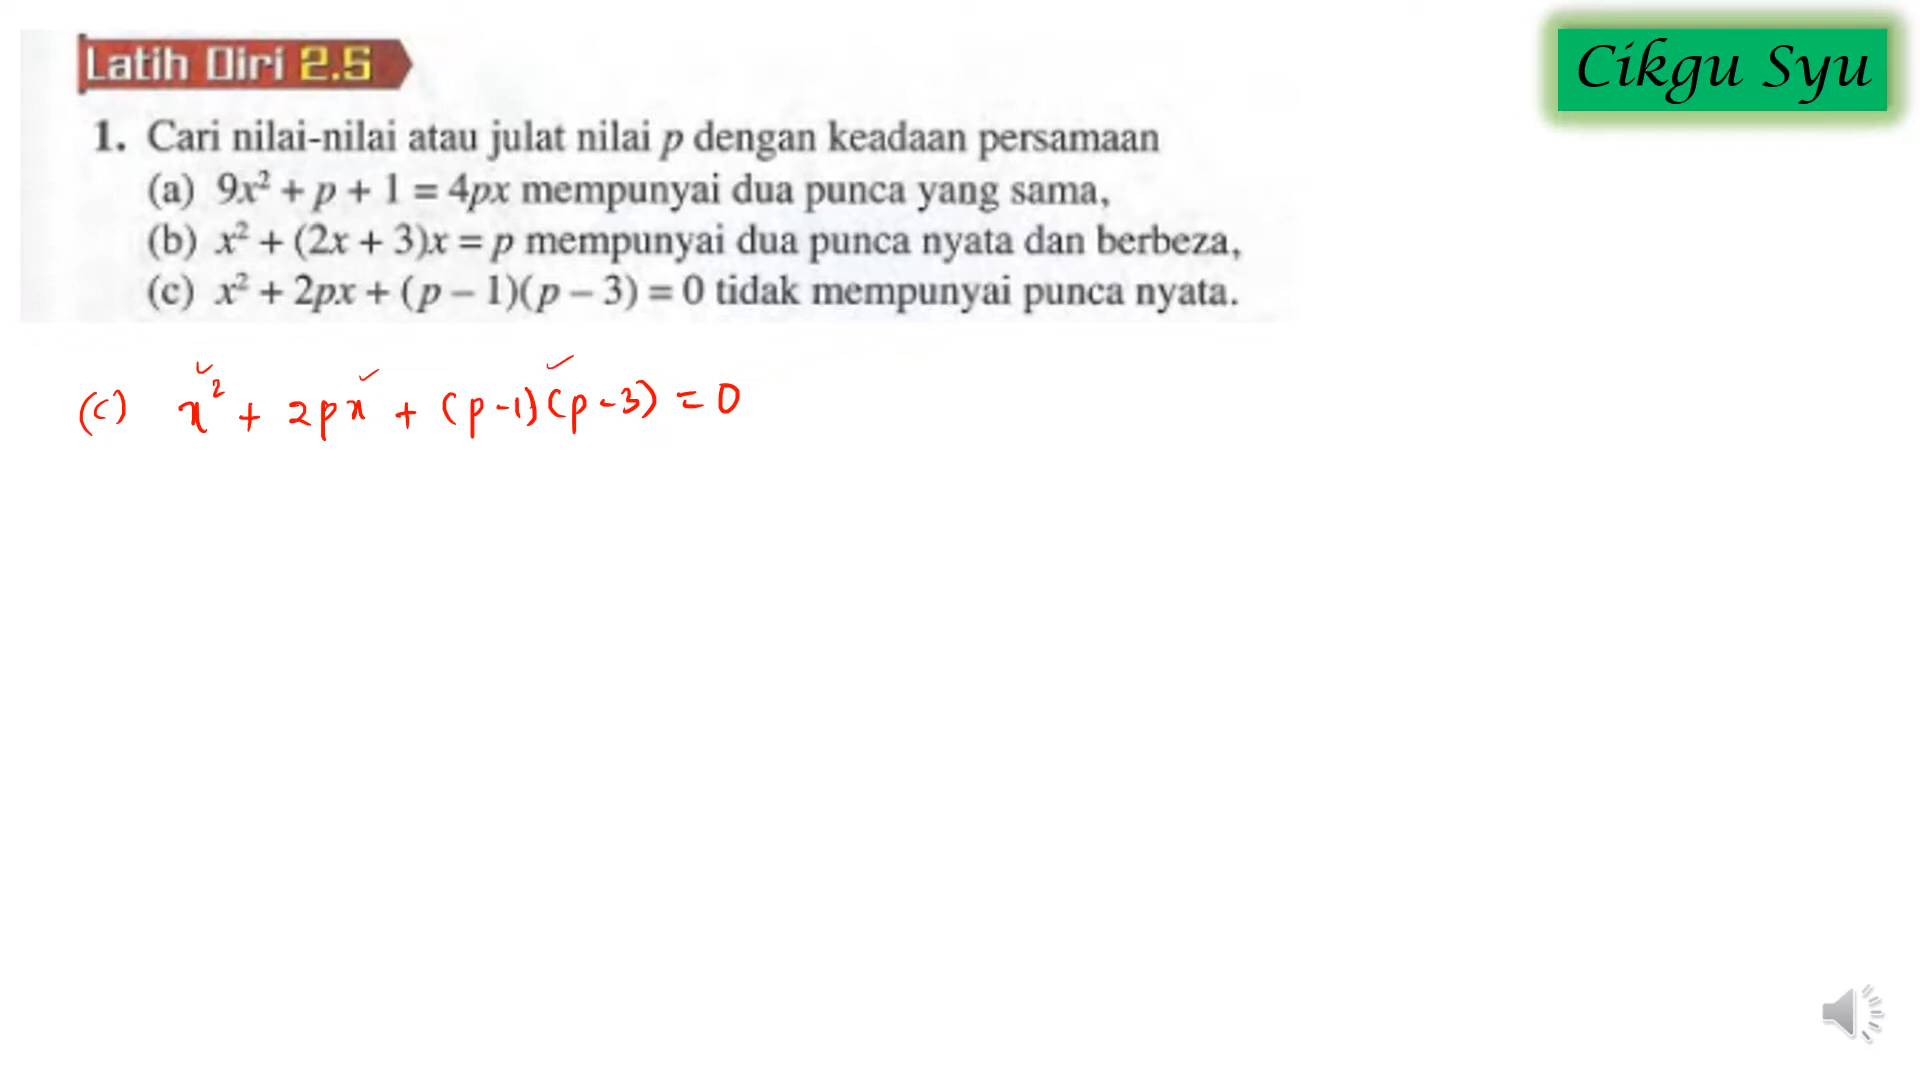 Latih Diri 2.5
Cikgu Syu
1. Cari nilai-nilai atau julat nilai p dengan keadaan persamaan
(a) 9x² + p + 1 = 4px mempunyai dua punca yang sama,
(b) x² + (2x + 3)x = p mempunyai dua punca nyata dan berbeza,
(c) x² + 2px + (p – 1)(p – 3) = 0 tidak mempunyai punca nyata.
(c) x² + 2px + (p-1)(p-3) = 0